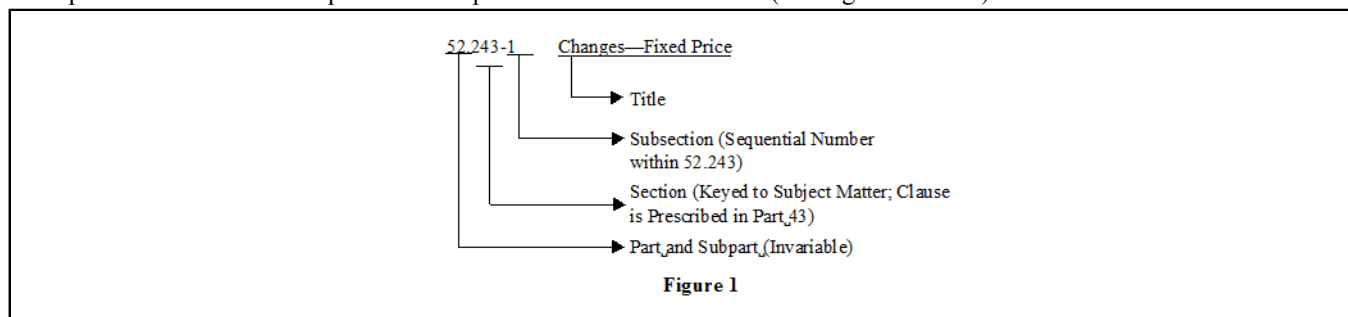 52.243-1 Changes—Fixed Price
Title
Subsection (Sequential Number
within 52.243)
Section (Keyed to Subject Matter; Clause
is Prescribed in Part 43)
Part and Subpart (Invariable)
Figure 1